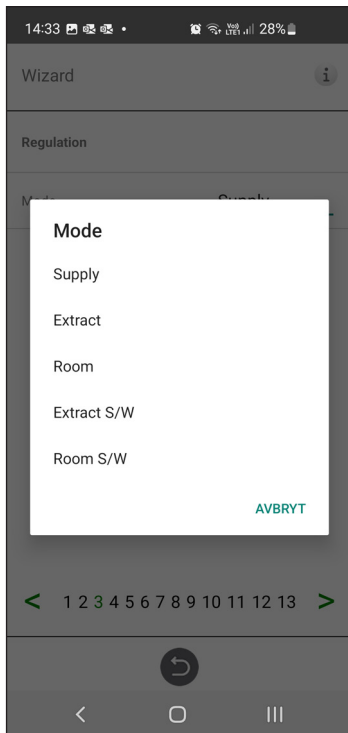 14:33 28%
Wizard i
Regulation
Supply
Mode
Supply
Extract
Room
Extract S/W
Room S/W
AVBRYT
< 1 2 3 4 5 6 7 8 9 10 11 12 13 >